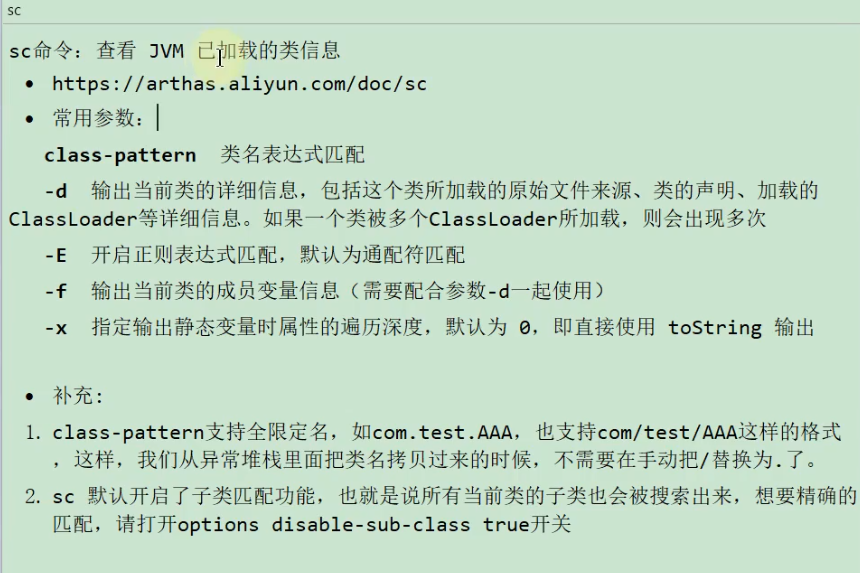 sc
sc命令：查看 JVM 已加载的类信息
• https://arthas.aliyun.com/doc/sc
• 常用参数：
class-pattern 类名表达式匹配
-d 输出当前类的详细信息，包括这个类所加载的原始文件来源、类的声明、加载的
ClassLoader等详细信息。如果一个类被多个ClassLoader所加载，则会出现多次
-E 开启正则表达式匹配，默认为通配符匹配
-f 输出当前类的成员变量信息（需要配合参数-d一起使用）
-x 指定输出静态变量时属性的遍历深度，默认为 0，即直接使用 toString 输出
• 补充：
1. class-pattern支持全限定名，如com.test.AAA，也支持com/test/AAA这样的格式
，这样，我们从异常堆栈里面把类名拷贝过来的时候，不需要在手动把/替换为.了。
2. sc 默认开启了子类匹配功能，也就是说所有当前类的子类也会被搜索出来，想要精确的
匹配，请打开options disable-sub-class true开关